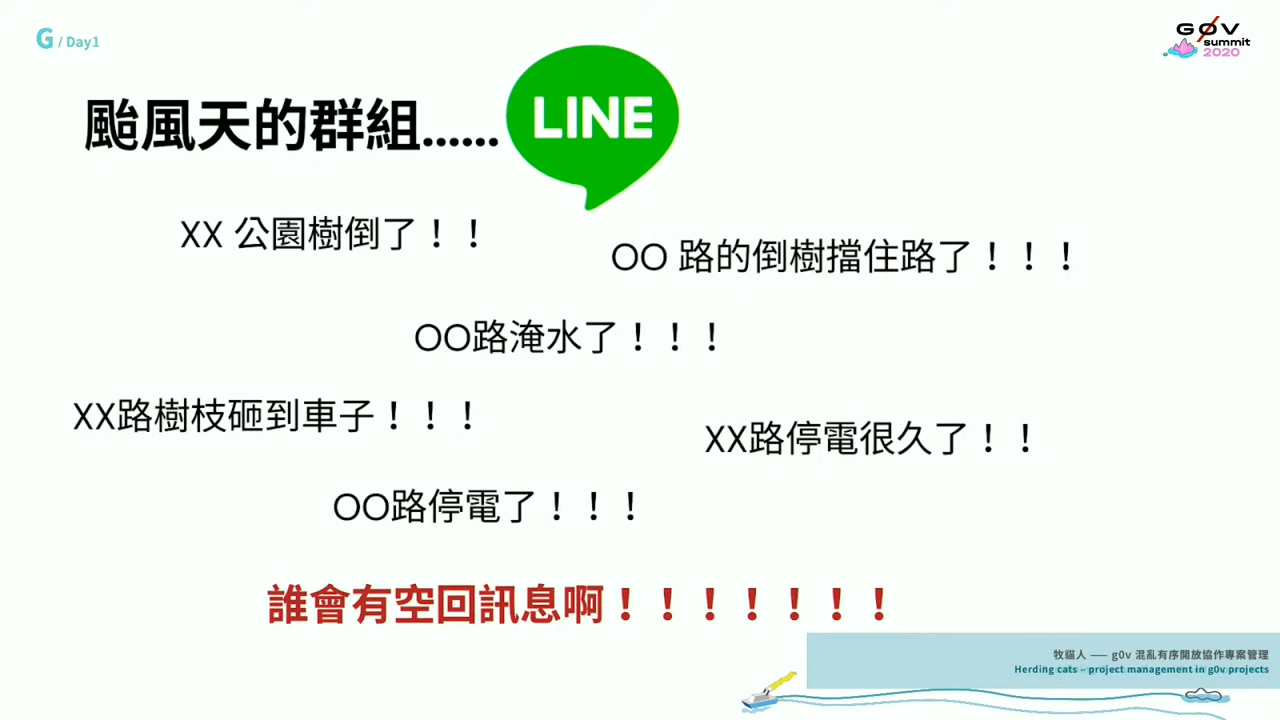 G / Day1
G0V
summit
2020
颱風天的群組......
LINE
XX 公園樹倒了！！
OO 路的倒樹擋住路了！！！
OO路淹水了！！！
XX路樹枝砸到車子！！！
XX路停電很久了！！
OO路停電了！！！
誰會有空回訊息啊！！！！！！！
牧貓人 —— g0v 混亂有序開放協作專案管理
Herding cats - project management in g0v projects